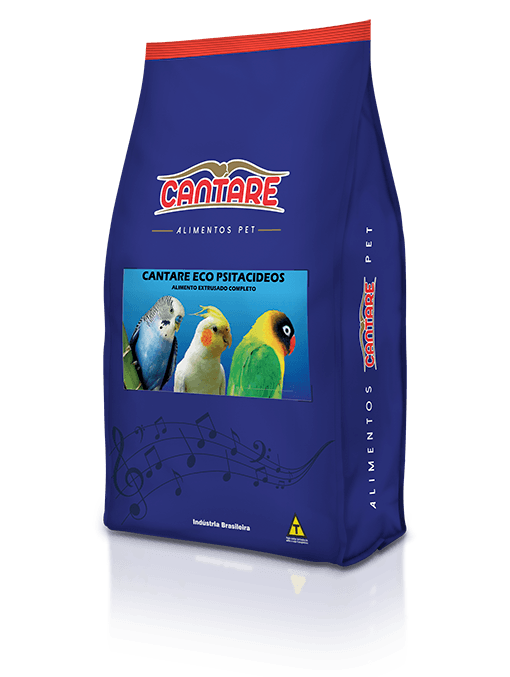 CANTARE
ALIMENTOS PET
CANTARE ECO PSITACIDEOS
ALIMENTO EXTRUSADO COMPLETO
Indústria Brasileira
T
ALIMENTOS CANTARE PET